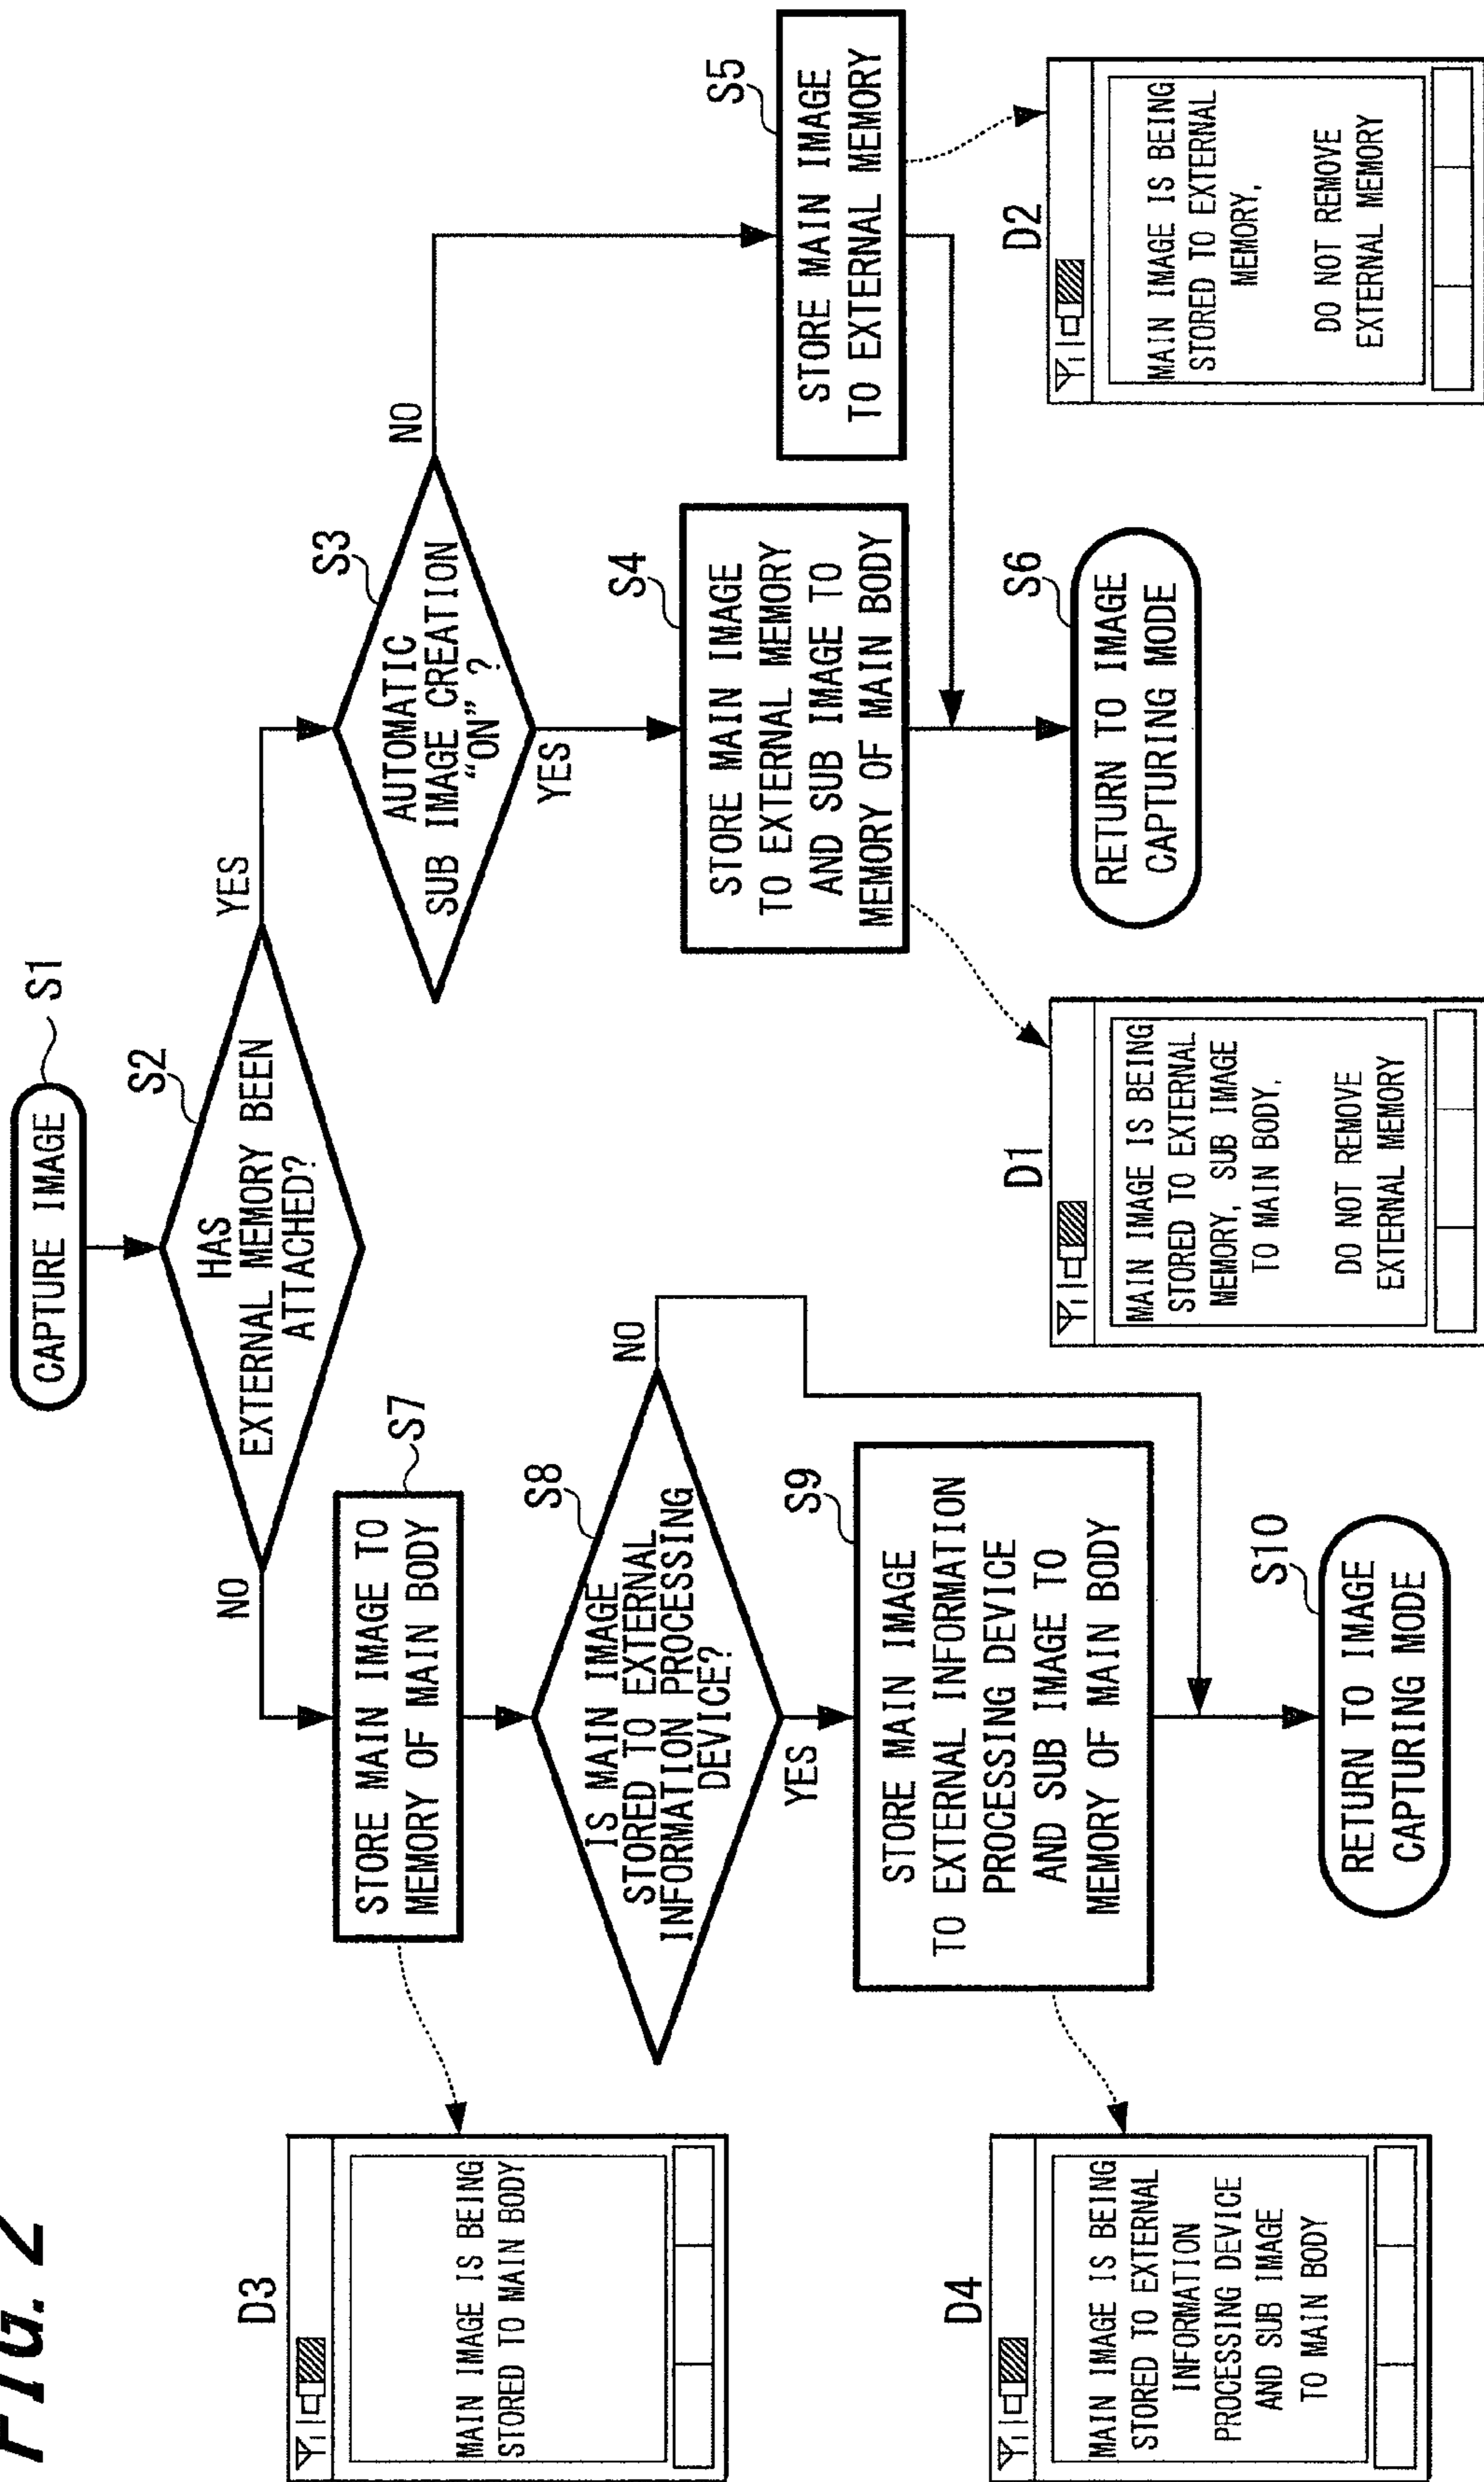 FIG. 2
CAPTURE IMAGE
S1
S2
HAS
EXTERNAL MEMORY BEEN
ATTACHED?
NO
YES
S7
STORE MAIN IMAGE TO
MEMORY OF MAIN BODY
S3
AUTOMATIC
SUB IMAGE CREATION
“ON” ?
NO
YES
D3
MAIN IMAGE IS BEING
STORED TO MAIN BODY
S8
IS MAIN IMAGE
STORED TO EXTERNAL
INFORMATION PROCESSING
DEVICE?
NO
YES
S4
STORE MAIN IMAGE
TO EXTERNAL MEMORY
AND SUB IMAGE TO
MEMORY OF MAIN BODY
S5
STORE MAIN IMAGE
TO EXTERNAL MEMORY
S9
STORE MAIN IMAGE
TO EXTERNAL INFORMATION
PROCESSING DEVICE
AND SUB IMAGE TO
MEMORY OF MAIN BODY
S6
RETURN TO IMAGE
CAPTURING MODE
D4
MAIN IMAGE IS BEING
STORED TO EXTERNAL
INFORMATION
PROCESSING DEVICE
AND SUB IMAGE
TO MAIN BODY
S10
RETURN TO IMAGE
CAPTURING MODE
D1
MAIN IMAGE IS BEING
STORED TO EXTERNAL
MEMORY, SUB IMAGE
TO MAIN BODY.
DO NOT REMOVE
EXTERNAL MEMORY
D2
MAIN IMAGE IS BEING
STORED TO EXTERNAL
MEMORY,
DO NOT REMOVE
EXTERNAL MEMORY